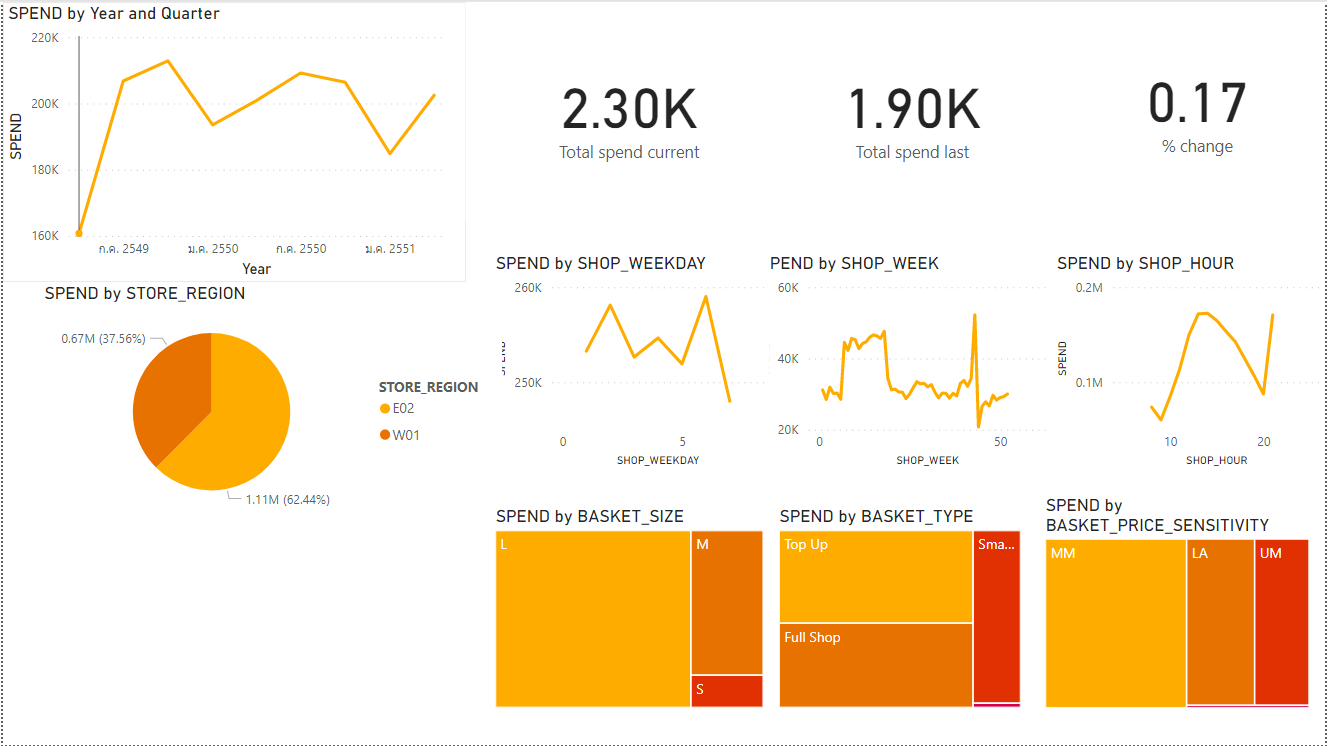 SPEND by Year and Quarter
220K
200K
180K
160K
SPEND
ก.ค. 2549
ม.ค. 2550
ก.ค. 2550
ม.ค. 2551
Year
2.30K
Total spend current
1.90K
Total spend last
0.17
% change
SPEND by STORE_REGION
0.67M (37.56%)
1.11M (62.44%)
STORE_REGION
E02
W01
SPEND by SHOP_WEEKDAY
260K
250K
SPEND
0
5
SHOP_WEEKDAY
PEND by SHOP_WEEK
60K
40K
20K
0
50
SHOP_WEEK
SPEND by SHOP_HOUR
0.2M
0.1M
SPEND
10
20
SHOP_HOUR
SPEND by BASKET_SIZE
L
M
S
SPEND by BASKET_TYPE
Top Up
Full Shop
Sma...
SPEND by
BASKET_PRICE_SENSITIVITY
MM
LA
UM